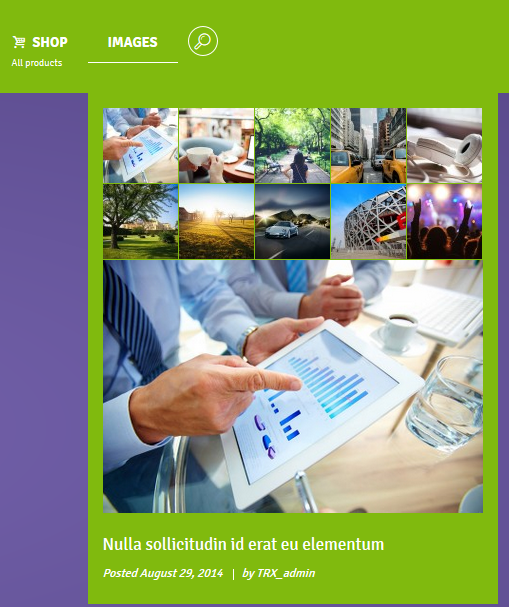 SHOP
IMAGES
All products
Nulla sollicitudin id erat eu elementum
Posted August 29, 2014 | by TRX_admin